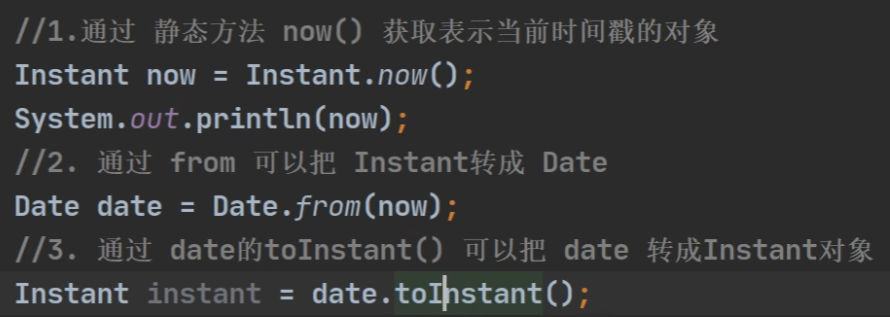 //1.通过 静态方法 now() 获取表示当前时间戳的对象
Instant now = Instant.now();
System.out.println(now);
//2. 通过 from 可以把 Instant转成 Date
Date date = Date.from(now);
//3. 通过 date的toInstant() 可以把 date 转成Instant对象
Instant instant = date.toInstant();